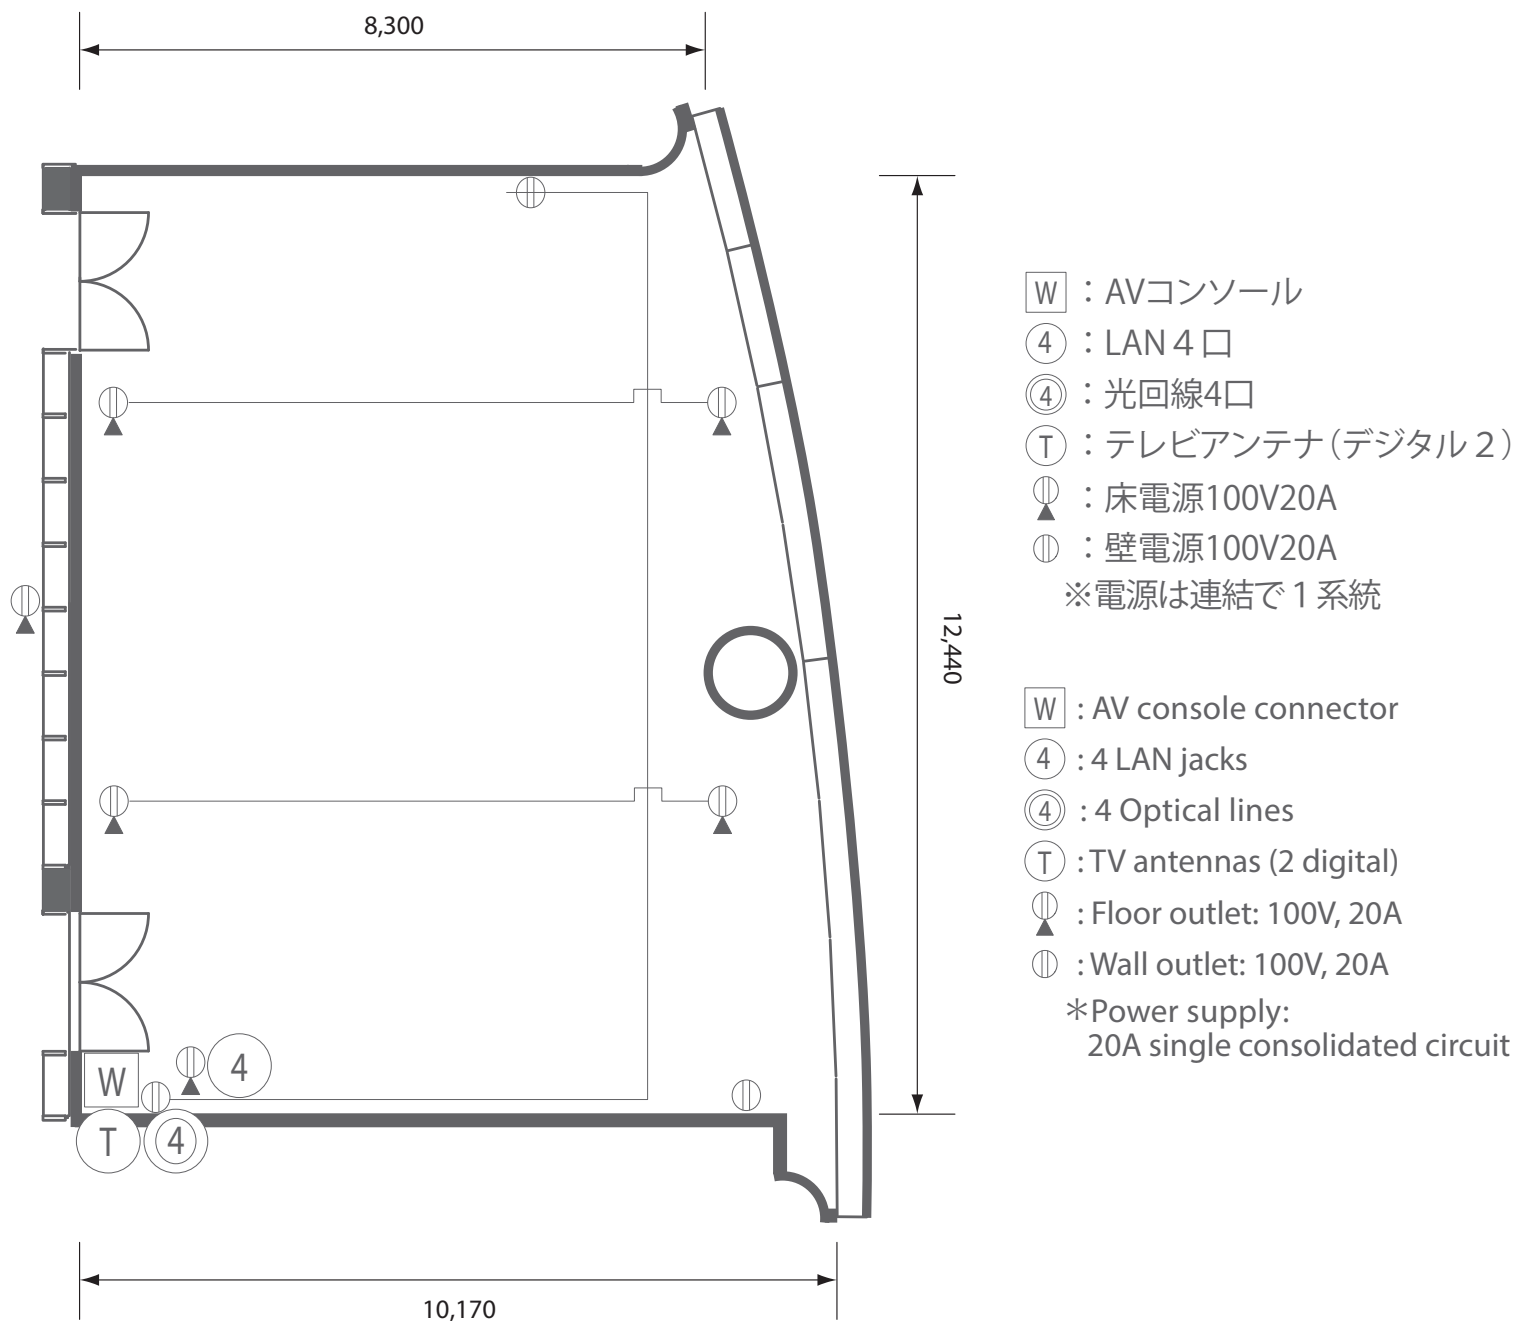 8,300
W : AVコンソール
4 : LAN 4 口
4 : 光回線4口
T : テレビアンテナ(デジタル 2)
: 床電源100V20A
: 壁電源100V20A
※電源は連結で 1 系統
12,440
W : AV console connector
4 : 4 LAN jacks
4 : 4 Optical lines
T : TV antennas (2 digital)
: Floor outlet: 100V, 20A
: Wall outlet: 100V, 20A
*Power supply:
20A single consolidated circuit
W
4
T
4
10,170